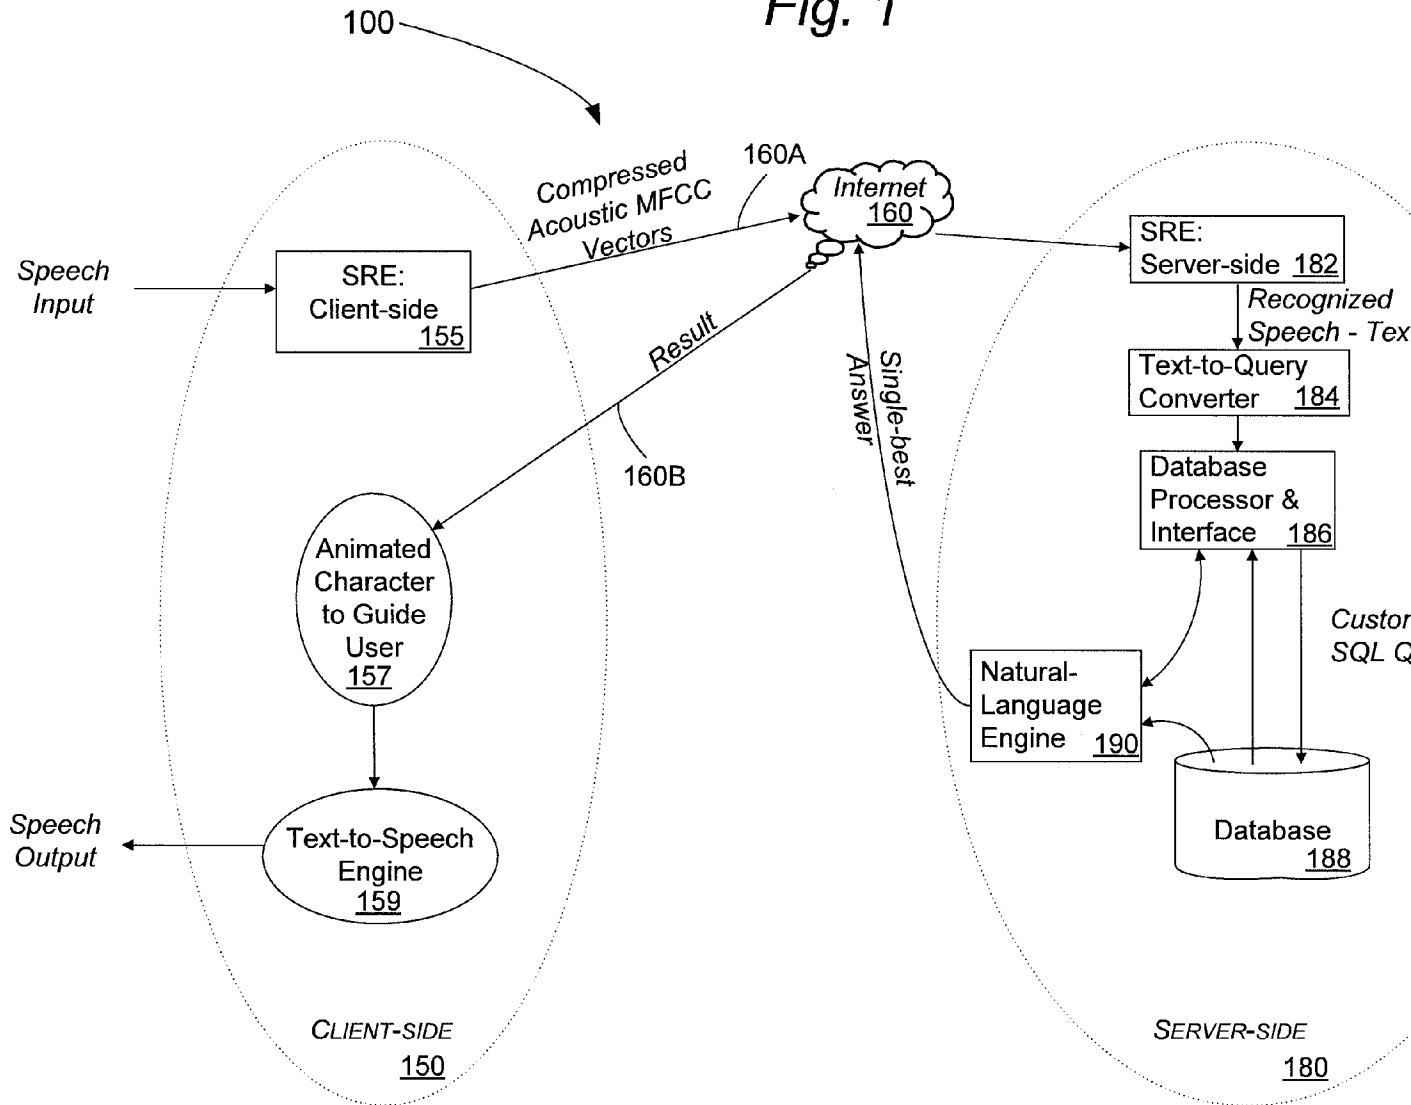 Fig. 1
100
160A
Compressed
Acoustic MFCC
Vectors
Internet
160
Speech
Input
SRE:
Client-side 155
SRE:
Server-side 182
Recognized
Speech - Tex
Result
Single-best
Answer
Text-to-Query
Converter 184
160B
Database
Processor &
Interface 186
Animated
Character
to Guide
User
157
Custor
SQL Q
Natural-
Language
Engine 190
Speech
Output
Text-to-Speech
Engine
159
Database
188
CLIENT-SIDE
150
SERVER-SIDE
180